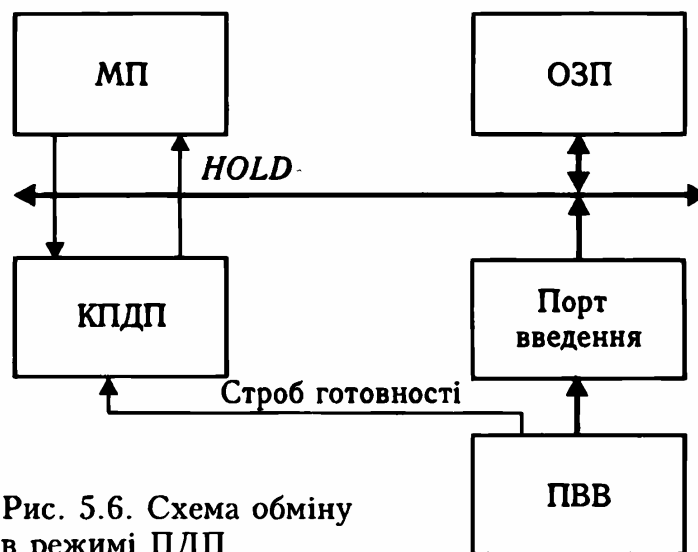 МП
ОЗП
HOLD
КПДП
Порт
введення
Строб готовності
ПВВ
Рис. 5.6. Схема обміну
в режимі ПДП